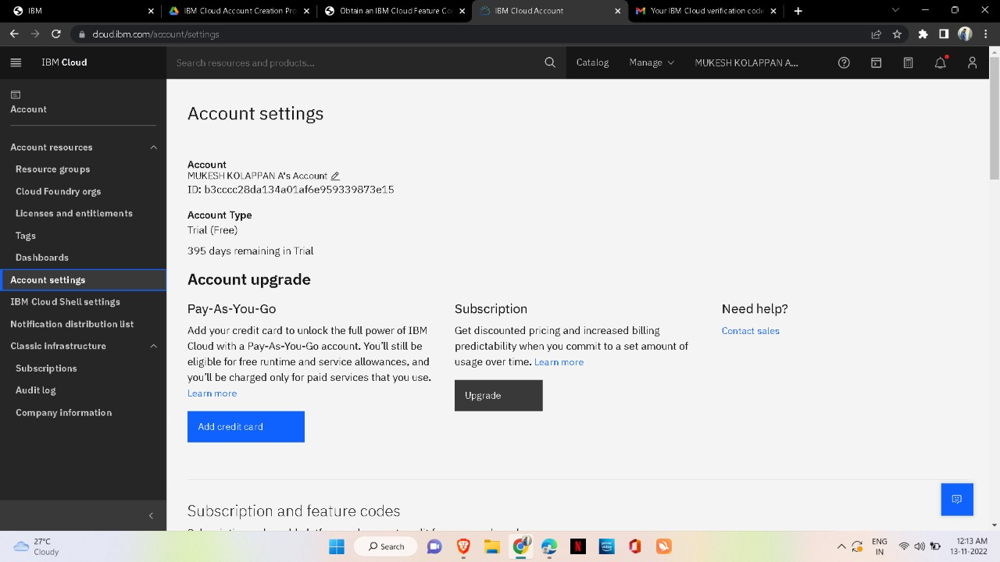 IBM
IBM Cloud Account Creation Pro
Obtain an IBM Cloud Feature Co
IBM Cloud Account
Your IBM Cloud verification code
cloud.ibm.com/account/settings
IBM Cloud
Search resources and products...
Catalog
Manage
MUKESH KOLAPPAN A...
Account
Account resources
Resource groups
Cloud Foundry orgs
Licenses and entitlements
Tags
Dashboards
Account settings
IBM Cloud Shell settings
Notification distribution list
Classic infrastructure
Subscriptions
Audit log
Company information
Account settings
Account
MUKESH KOLAPPAN A's Account
ID: b3cccc28da134a01af6e959339873e15
Account Type
Trial (Free)
395 days remaining in Trial
Account upgrade
Pay-As-You-Go
Add your credit card to unlock the full power of IBM
Cloud with a Pay-As-You-Go account. You'll still be
eligible for free runtime and service allowances, and
you'll be charged only for paid services that you use.
Learn more
Add credit card
Subscription
Get discounted pricing and increased billing
predictability when you commit to a set amount of
usage over time. Learn more
Upgrade
Need help?
Contact sales
Subscription and feature codes
27°C
Cloudy
Search
ENG
IN
12:13 AM
13-11-2022